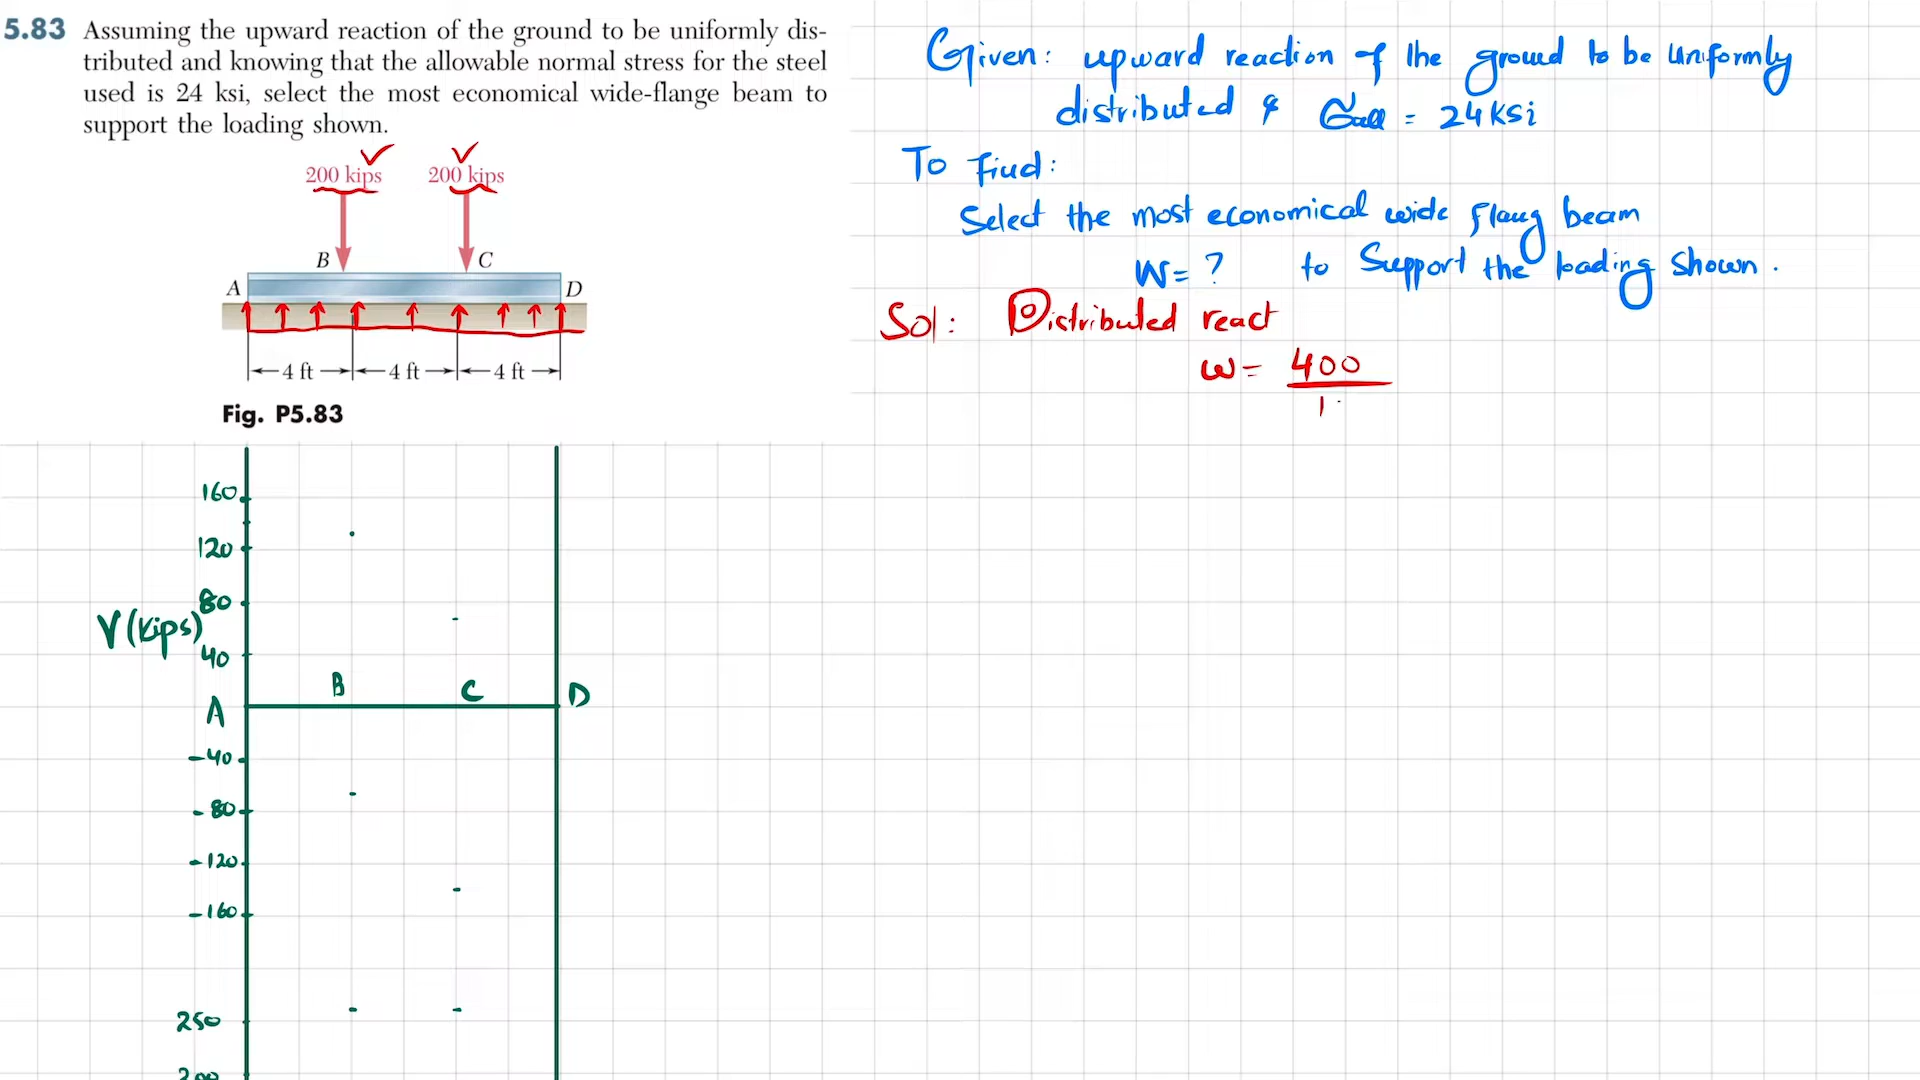 5.83 Assuming the upward reaction of the ground to be uniformly dis-
tributed and knowing that the allowable normal stress for the steel
used is 24 ksi, select the most economical wide-flange beam to
support the loading shown.
200 kips 200 kips
B C
A D
4 ft 4 ft 4 ft
Fig. P5.83
Given: upward reaction of the ground to be Uniformly
distributed & σall = 24 ksi
To Find:
Select the most economical wide flang beam
W = ? to Support the loading shown.
Sol: Distributed react
w = 400
1
160
120
80
V (kips)
40
B C D
A
-40
-80
-120
-160
250
200